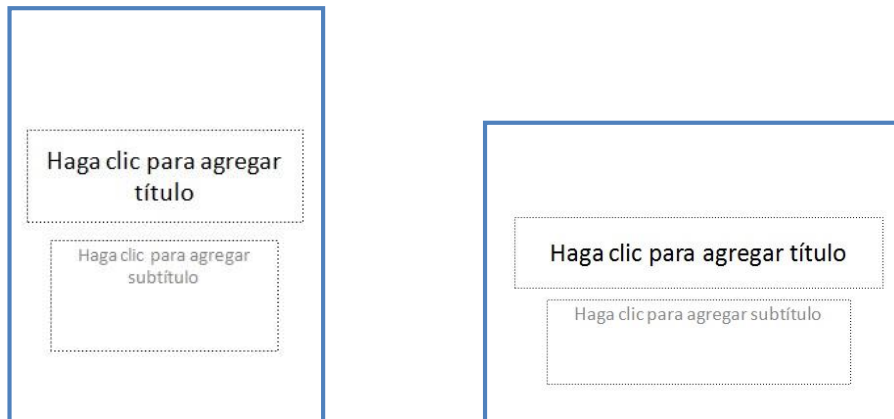 Haga clic para agregar
título
Haga clic para agregar
subtítulo
Haga clic para agregar título
Haga clic para agregar subtítulo